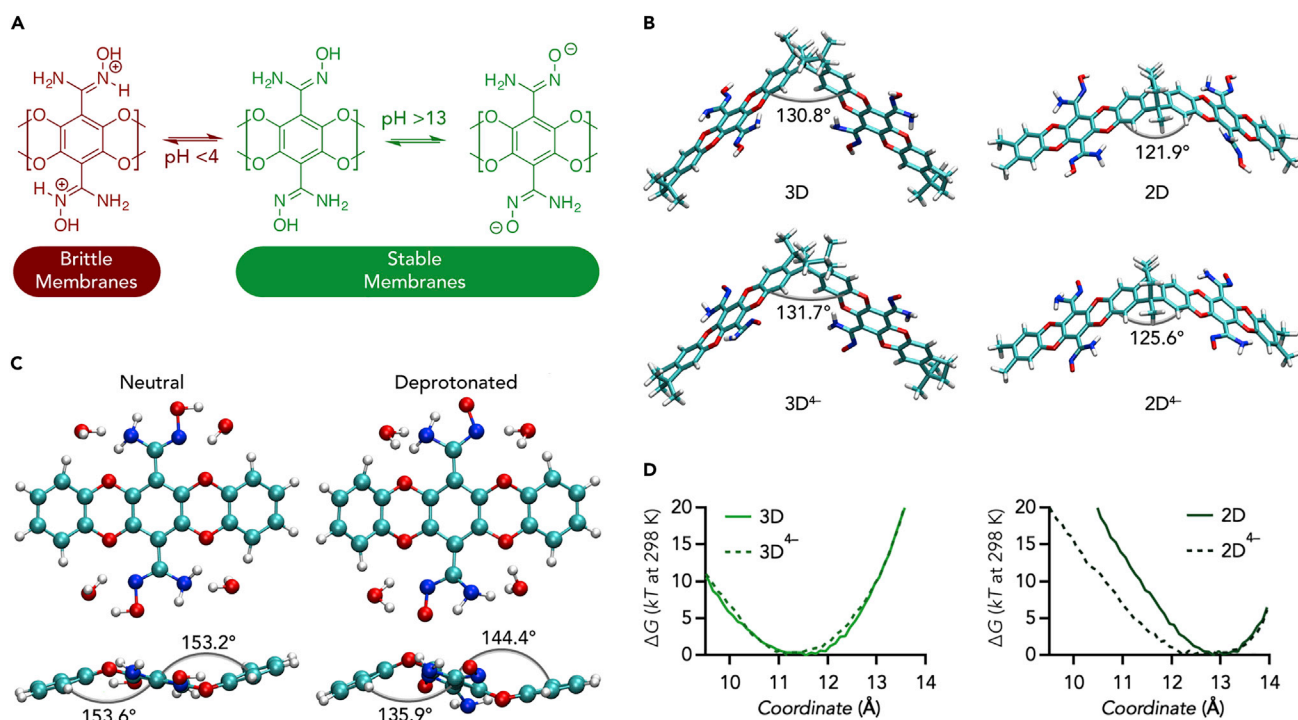 A
OH
H₂N
N
⊕
H
[
O
O
O
O
]
H
⊕
N
NH₂
OH
pH <4
OH
H₂N
N
[
O
O
O
O
]
N
NH₂
OH
pH >13
⊖
O
H₂N
N
[
O
O
O
O
]
N
NH₂
⊖
O
Brittle
Membranes
Stable
Membranes
B
130.8°
3D
121.9°
2D
131.7°
3D⁴⁻
125.6°
2D⁴⁻
C
Neutral
Deprotonated
153.2°
153.6°
144.4°
135.9°
D
ΔG (kT at 298 K)
20
15
10
5
0
3D
3D⁴⁻
10 11 12 13 14
Coordinate (Å)
ΔG (kT at 298 K)
20
15
10
5
0
2D
2D⁴⁻
10 11 12 13 14
Coordinate (Å)